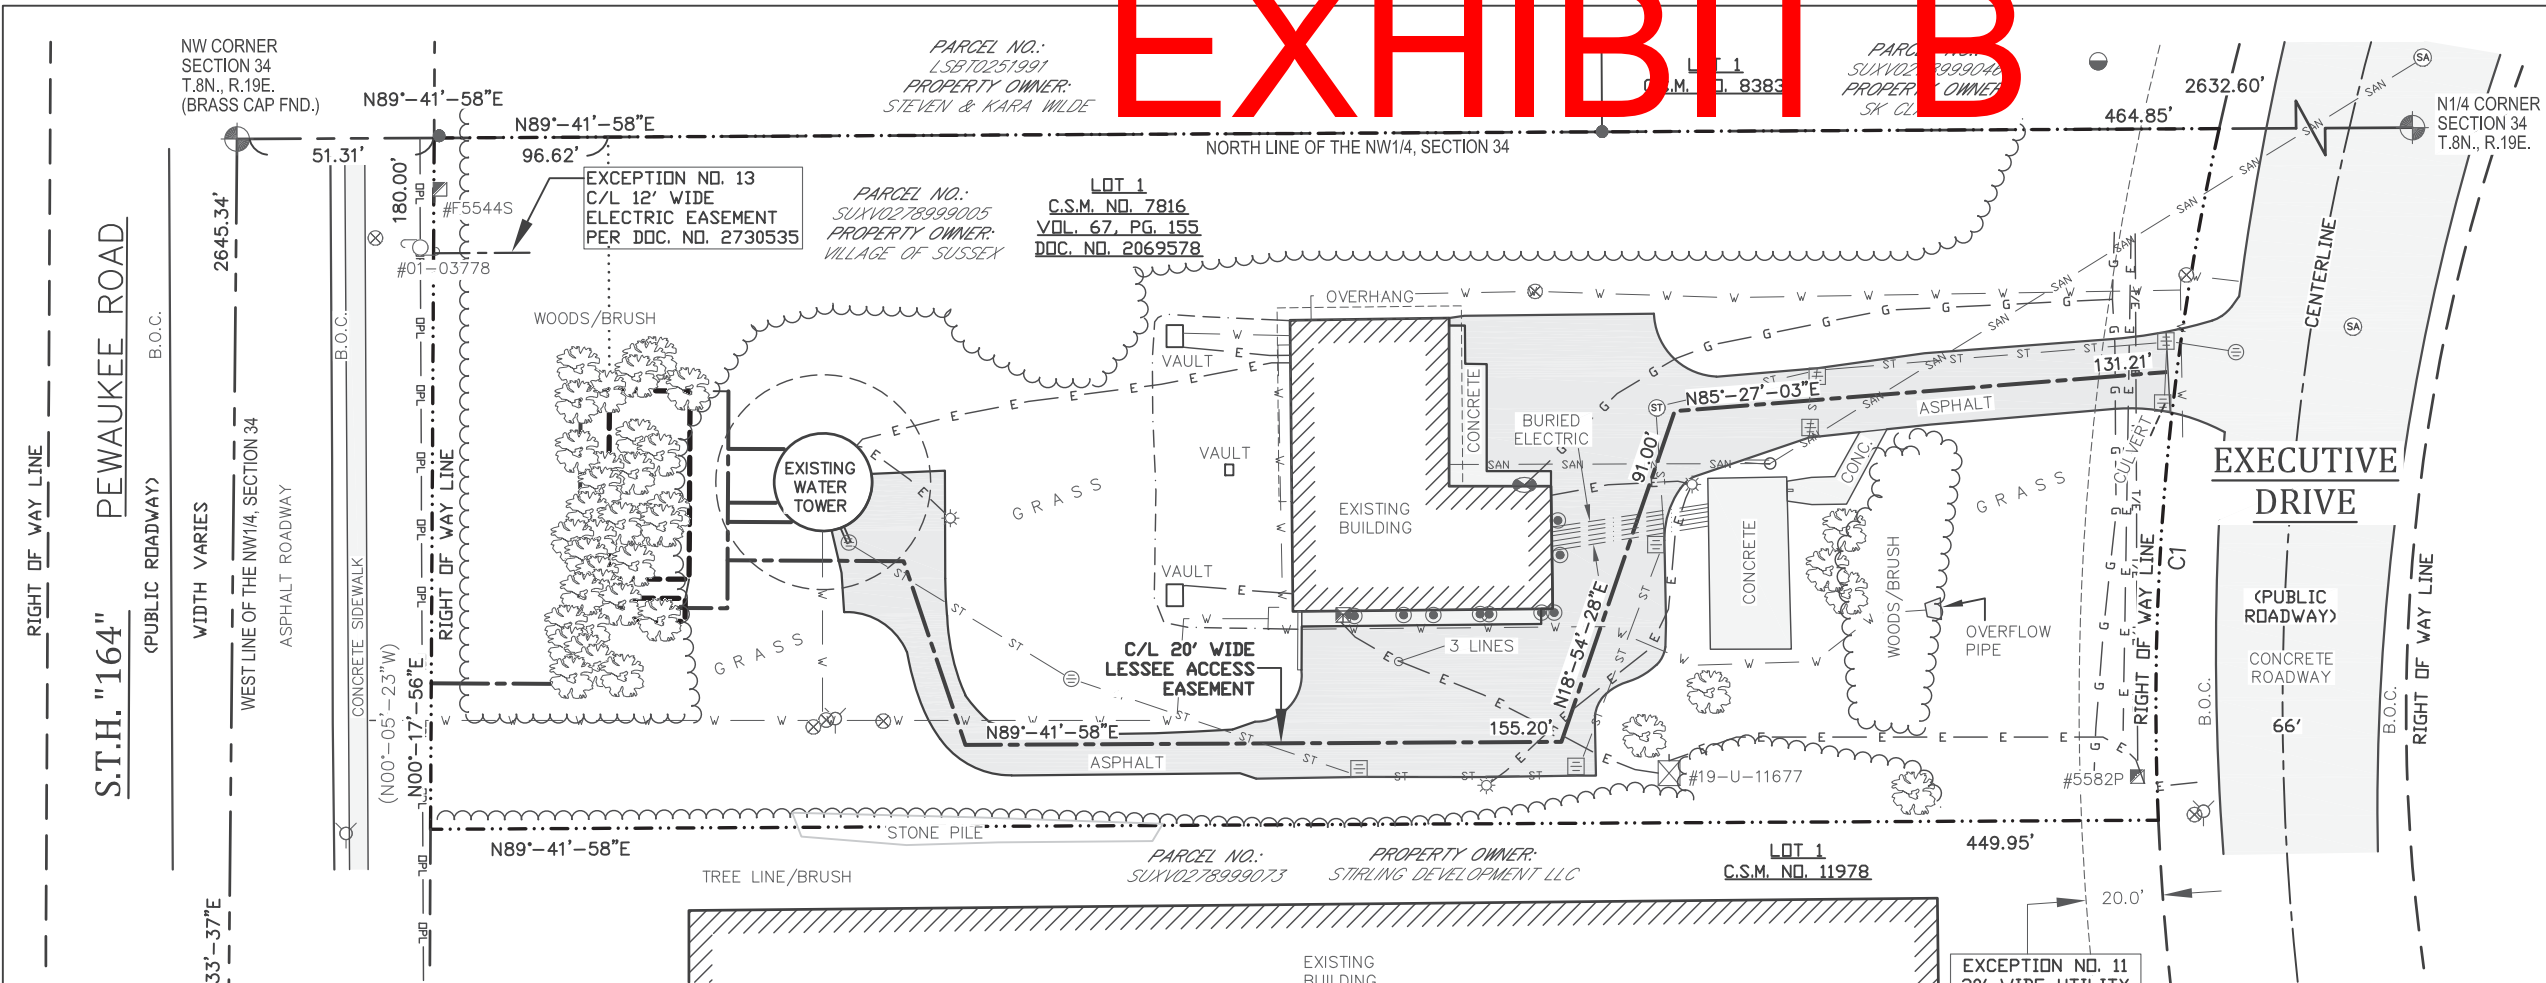 EXHIBIT B
NW CORNER
SECTION 34
T.8N., R.19E.
(BRASS CAP FND.)
N89°-41'-58"E
N89°-41'-58"E
51.31'
96.62'
PARCEL NO.:
LSBT0251991
PROPERTY OWNER:
STEVEN & KARA WILDE
LOT 1
8383
PROPERTY OWNER
464.85'
2632.60'
N1/4 CORNER
SECTION 34
T.8N., R.19E.
NORTH LINE OF THE NW1/4, SECTION 34
EXCEPTION NO. 13
C/L 12' WIDE
ELECTRIC EASEMENT
PER DOC. NO. 2730535
PARCEL NO.:
SUXV0278999005
PROPERTY OWNER:
VILLAGE OF SUSSEX
LOT 1
C.S.M. NO. 7816
VOL. 67, PG. 155
DOC. NO. 2069578
180.00'
2645.34'
#F5544S
#01-03778
RIGHT OF WAY LINE
S.T.H. "164"
PEWAUKEE ROAD
(PUBLIC ROADWAY)
WIDTH VARIES
B.O.C.
WEST LINE OF THE NW1/4, SECTION 34
ASPHALT ROADWAY
B.O.C.
CONCRETE SIDEWALK
RIGHT OF WAY LINE
(N00°-05'-23"W)
N00°-17'-56"E
33'-37"E
WOODS/BRUSH
EXISTING
WATER
TOWER
GRASS
GRASS
VAULT
VAULT
VAULT
OVERHANG
CONCRETE
EXISTING
BUILDING
BURIED
ELECTRIC
3 LINES
C/L 20' WIDE
LESSEE ACCESS
EASEMENT
N89°-41'-58"E
155.20'
N18°-54'-28"E
91.00'
N85°-27'-03"E
131.21'
ASPHALT
ASPHALT
CONC.
CONCRETE
GRASS
CULVERT
WOODS/BRUSH
OVERFLOW
PIPE
#19-U-11677
#5582P
C1
RIGHT OF WAY LINE
EXECUTIVE
DRIVE
CENTERLINE
(PUBLIC
ROADWAY)
CONCRETE
ROADWAY
66'
B.O.C.
B.O.C.
RIGHT OF WAY LINE
N89°-41'-58"E
STONE PILE
449.95'
TREE LINE/BRUSH
PARCEL NO.:
SUXV0278999073
PROPERTY OWNER:
STIRLING DEVELOPMENT LLC
LOT 1
C.S.M. NO. 11978
20.0'
EXISTING
BUILDING
EXCEPTION NO. 11